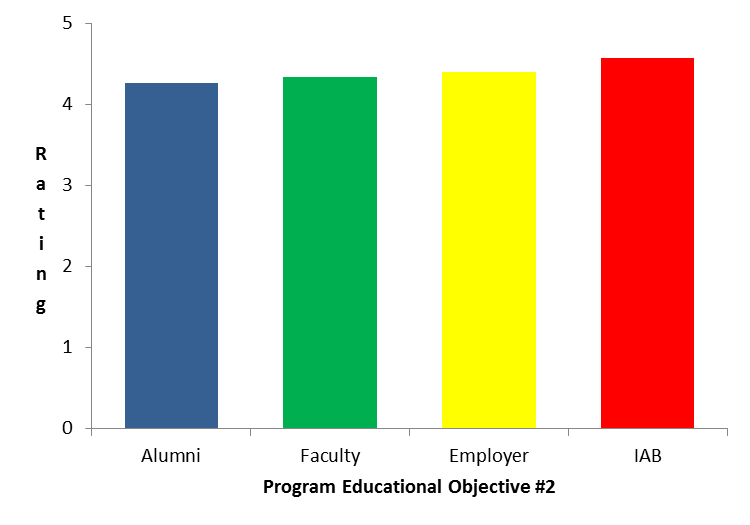 5
4
3
2
1
0
Rating
Alumni Faculty Employer IAB
Program Educational Objective #2